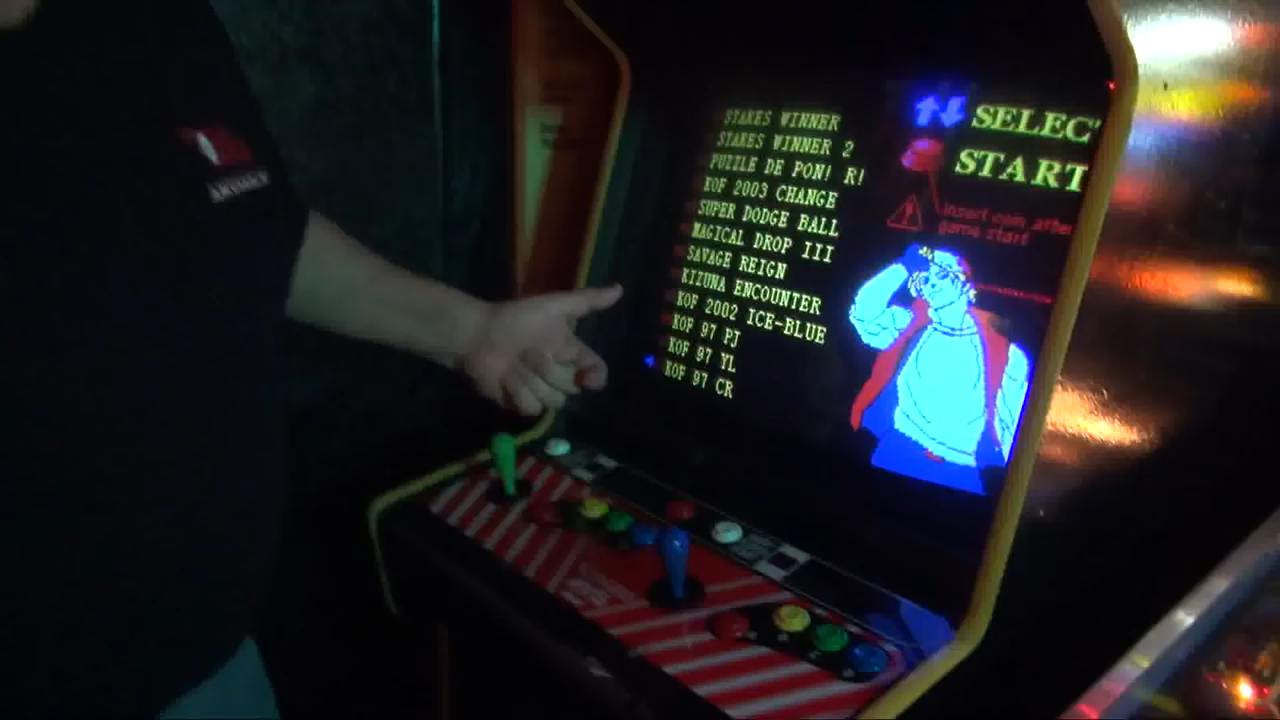 STAKES WINNER
STAKES WINNER 2
PUZZLE DE PON! R!
KOF 2003 CHANGE
SUPER DODGE BALL
MAGICAL DROP III
SAVAGE REIGN
KIZUNA ENCOUNTER
KOF 2002 ICE-BLUE
KOF 97 PJ
KOF 97 YL
KOF 97 CR
SELEC
START
Insert coin after
game start